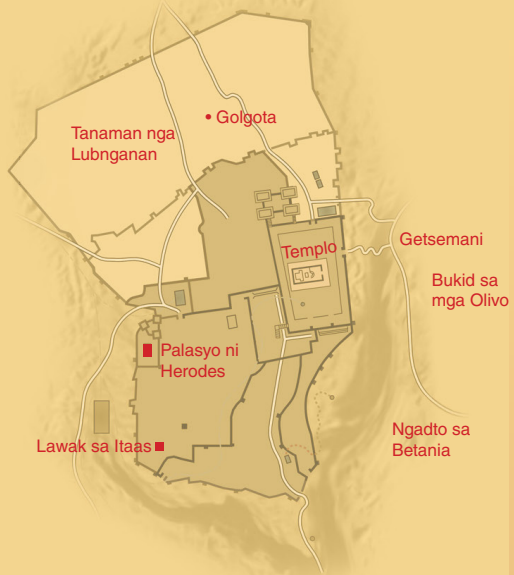 Golgota
Tanaman nga
Lubnganan
Templo
Getsemani
Bukid sa
mga Olivo
Palasyo ni
Herodes
Lawak sa Itaas
Ngadto sa
Betania